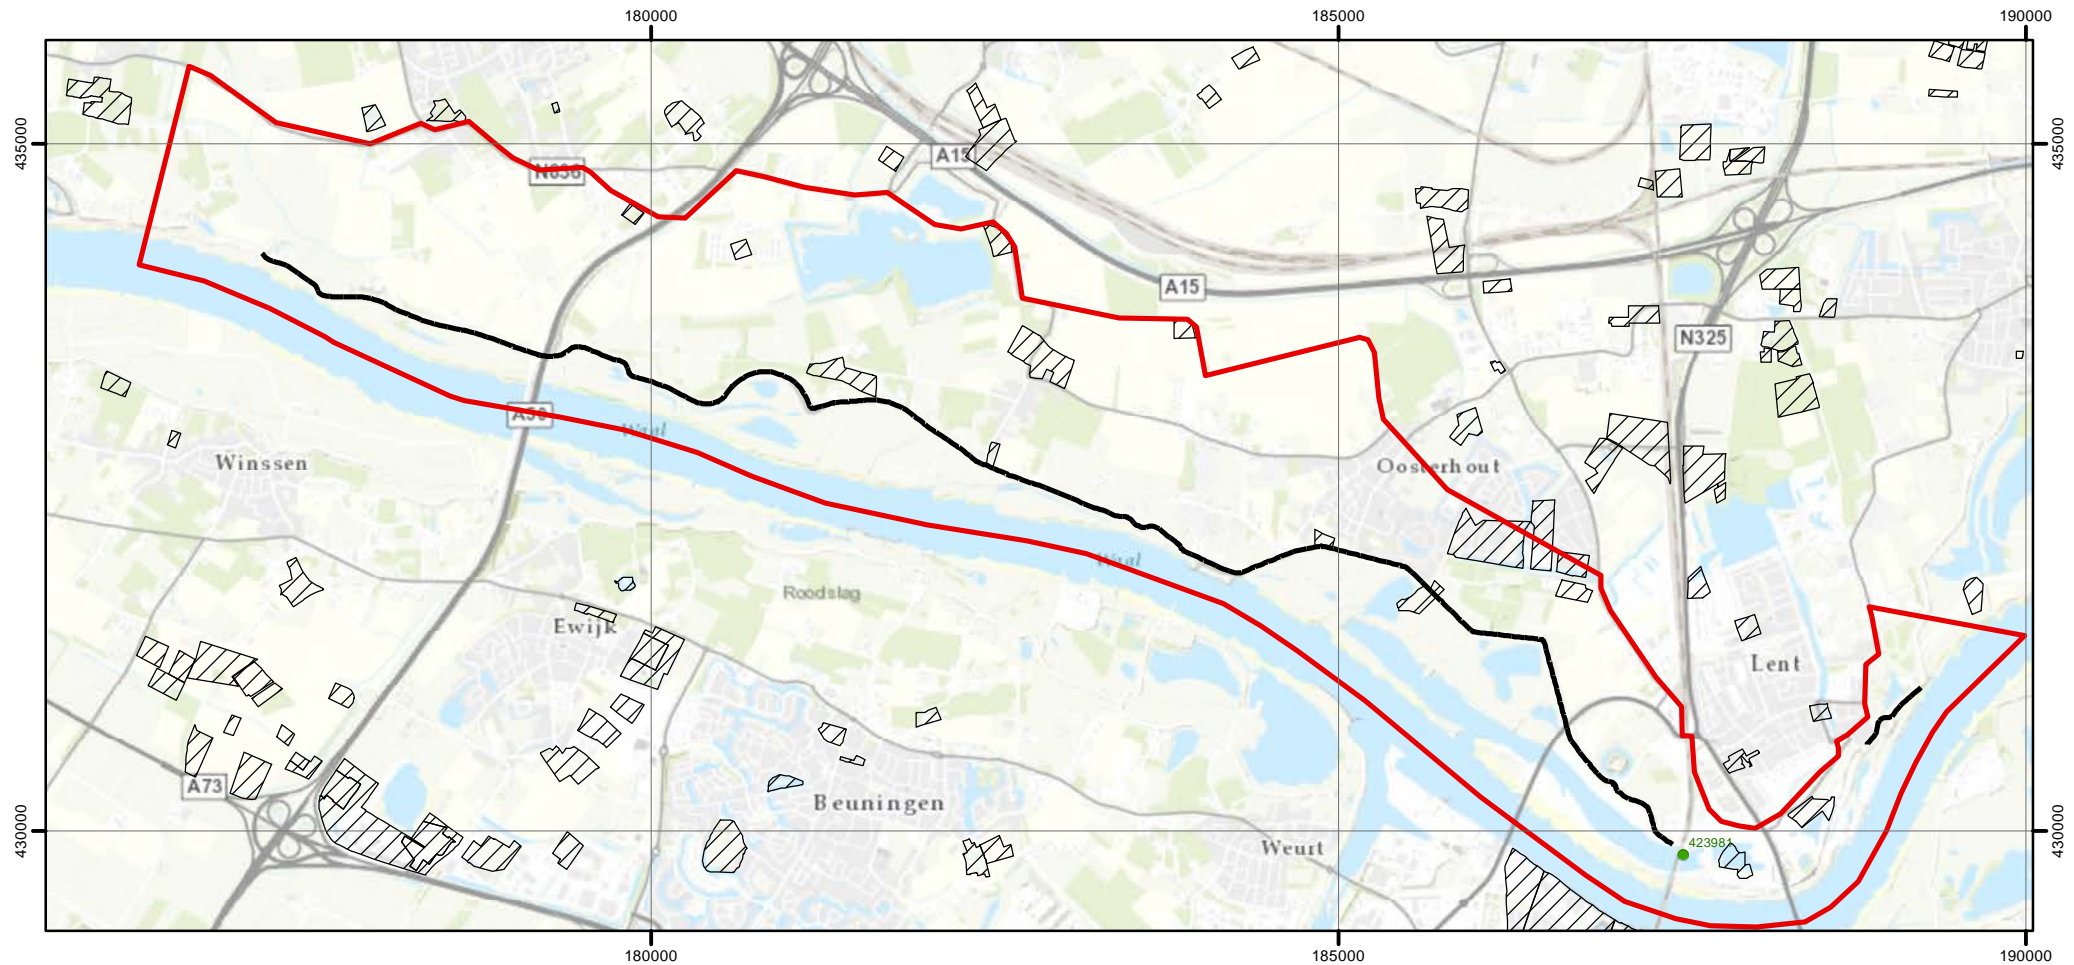 180000
185000
190000
435000
435000
A15
N836
A15
N325
A50
Waal
Winssen
Oosterhout
Waal
Roodslag
Ewijk
Lent
A73
Beuningen
430000
430000
423981
Weurt
180000
185000
190000